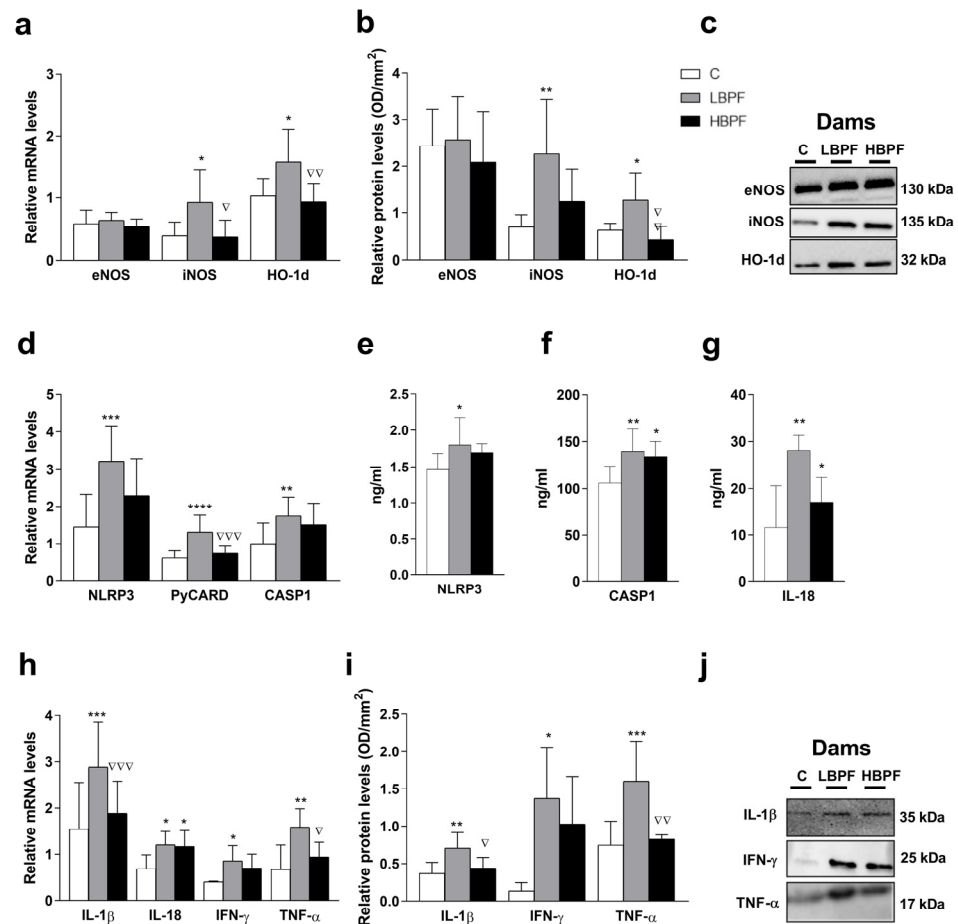 a
Relative mRNA levels
3
2
1
0
*
*
▽
▽▽
eNOS iNOS HO-1d
b
Relative protein levels (OD/mm²)
4
3
2
1
0
**
*
▽
▽
eNOS iNOS HO-1d
C
LBPF
HBPF
c
Dams
C LBPF HBPF
eNOS 130 kDa
iNOS 135 kDa
HO-1d 32 kDa
d
Relative mRNA levels
5
4
3
2
1
0
***
****
▽▽▽
**
NLRP3 PyCARD CASP1
e
ng/ml
2.5
2.0
1.5
1.0
0.5
0.0
*
NLRP3
f
ng/ml
200
150
100
50
0
**
*
CASP1
g
ng/ml
40
30
20
10
0
**
*
IL-18
h
Relative mRNA levels
4
3
2
1
0
***
▽▽▽
*
*
*
**
▽
IL-1β IL-18 IFN-γ TNF-α
i
Relative protein levels (OD/mm²)
2.5
2.0
1.5
1.0
0.5
0.0
**
▽
*
***
▽▽
IL-1β IFN-γ TNF-α
j
Dams
C LBPF HBPF
IL-1β 35 kDa
IFN-γ 25 kDa
TNF-α 17 kDa